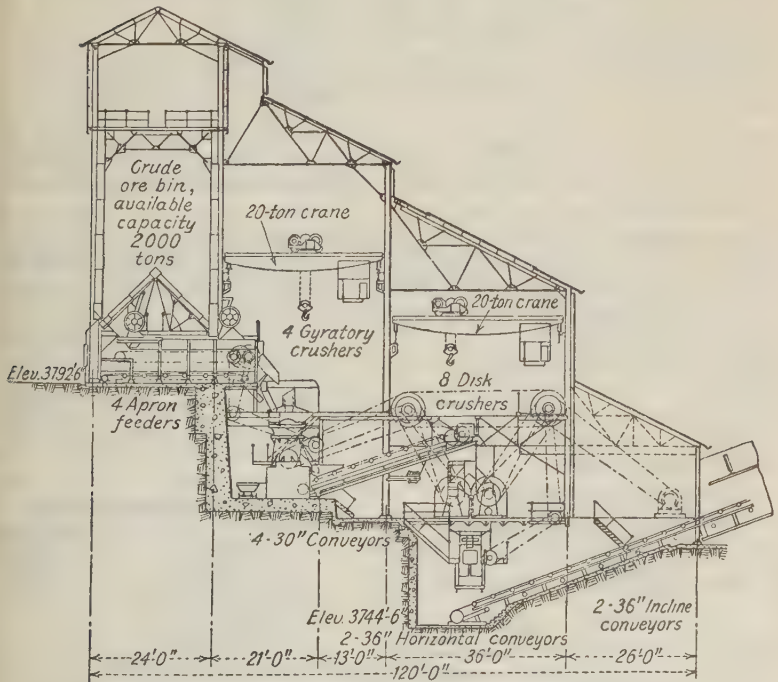 Crude
ore bin,
available
capacity
2000
tons
20-ton crane
4 Gyratory
crushers
20-ton crane
8 Disk
crushers
Elev. 3792'6"
4 Apron
feeders
4-30" Conveyors
Elev. 3744'-6"
2-36" Horizontal conveyors
2-36" Incline
conveyors
24'0" 21'-0" 13'-0" 36'-0" 26'-0"
120'-0"